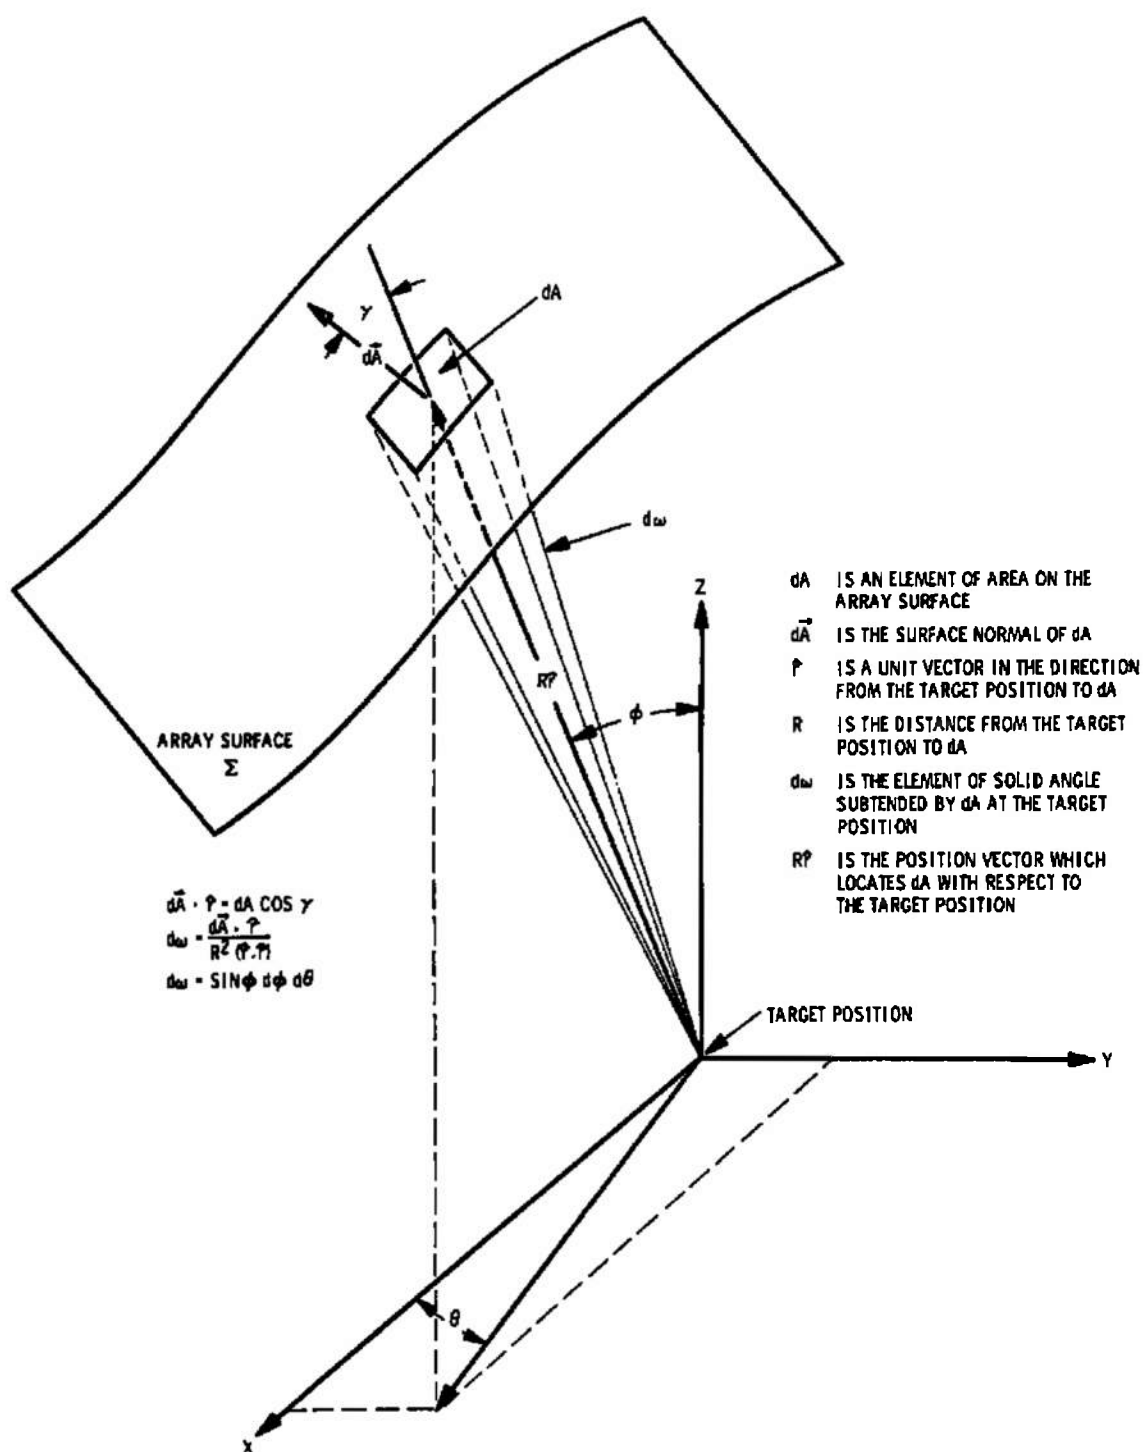 γ
dA⃗
dA
dω
Z
Rr̂
ϕ
ARRAY SURFACE
Σ
dA IS AN ELEMENT OF AREA ON THE
ARRAY SURFACE
dA⃗ IS THE SURFACE NORMAL OF dA
r̂ IS A UNIT VECTOR IN THE DIRECTION
FROM THE TARGET POSITION TO dA
R IS THE DISTANCE FROM THE TARGET
POSITION TO dA
dω IS THE ELEMENT OF SOLID ANGLE
SUBTENDED BY dA AT THE TARGET
POSITION
Rr̂ IS THE POSITION VECTOR WHICH
LOCATES dA WITH RESPECT TO
THE TARGET POSITION
dA⃗ · r̂ = dA COS γ
dω = dA⃗ · r̂ / R² (r̂·r̂)
dω = SINϕ dϕ dθ
TARGET POSITION
Y
θ
X